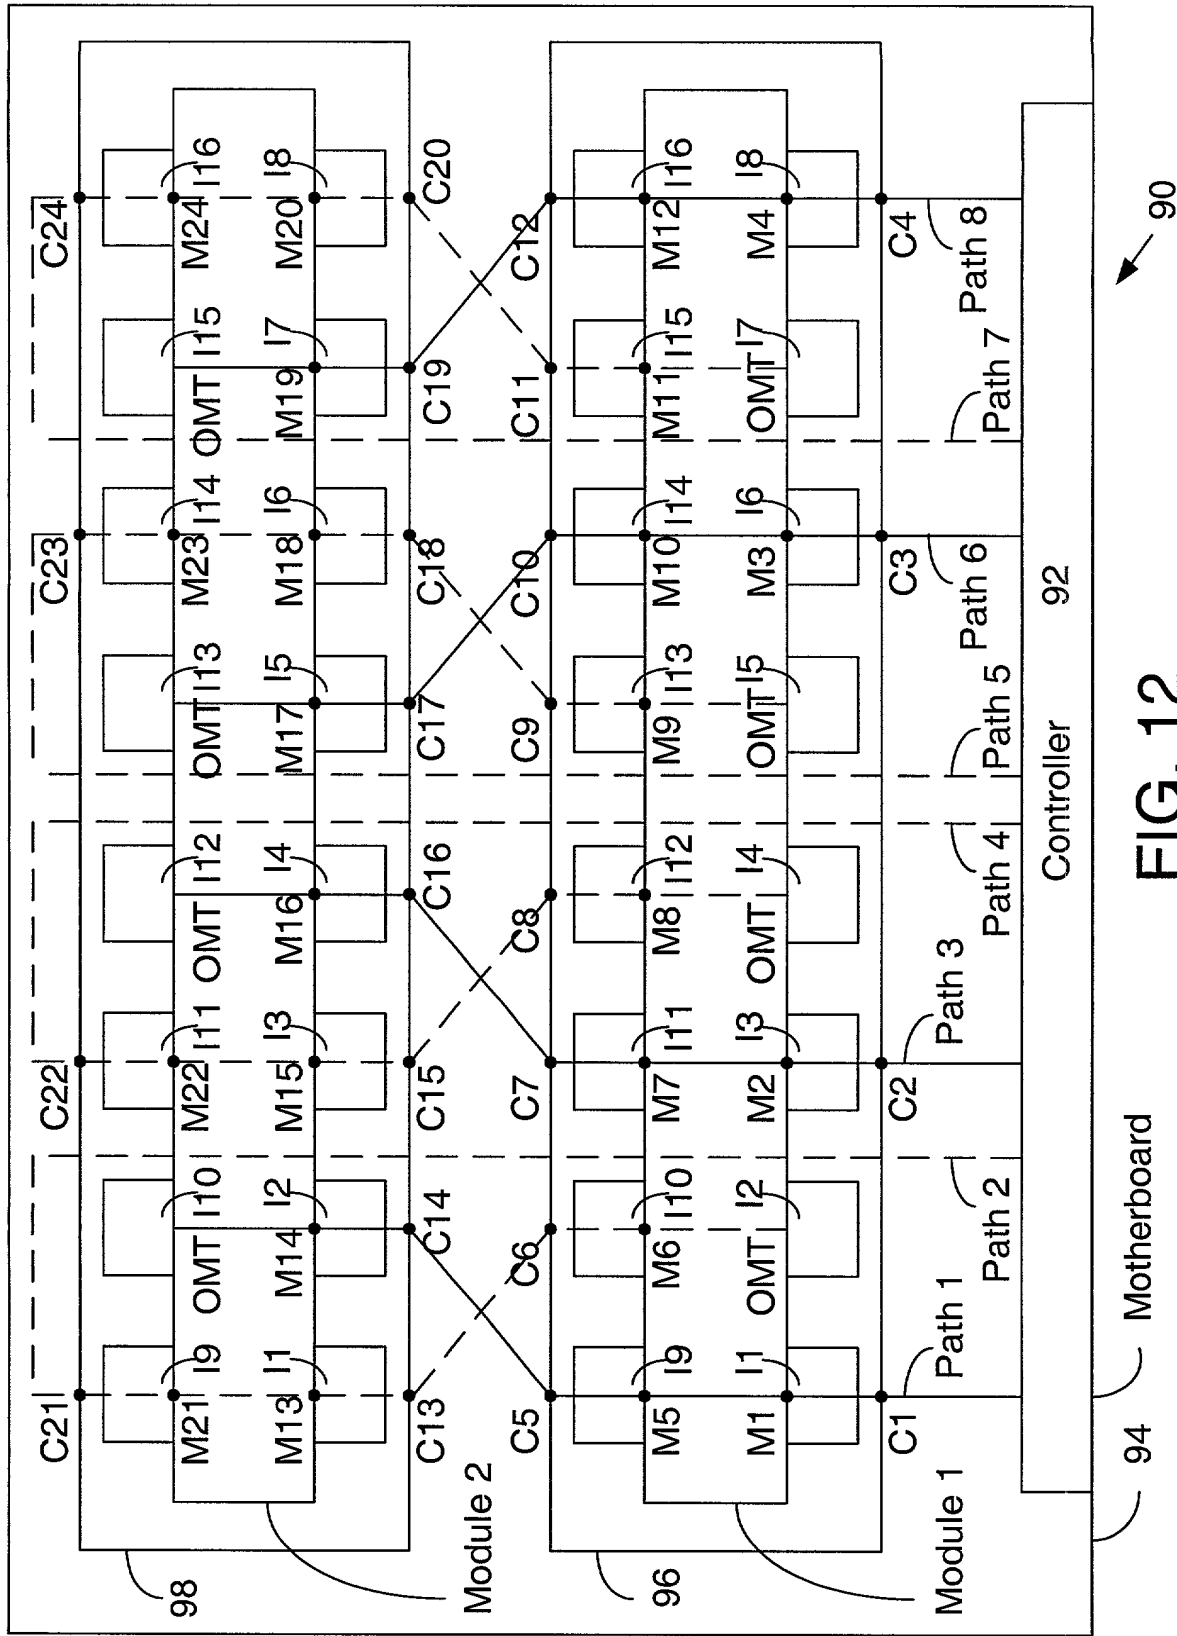 C21
C22
C23
C24
I9
I10
I11
I12
I13
I14
I15
I16
M21
OMT
M22
OMT
OMT
M23
OMT
M24
I1
I2
I3
I4
I5
I6
I7
I8
M13
M14
M15
M16
M17
M18
M19
M20
98
Module 2
C13
C14
C15
C16
C17
C18
C19
C20
C5
C6
C7
C8
C9
C10
C11
C12
I9
I10
I11
I12
I13
I14
I15
I16
M5
M6
M7
M8
M9
M10
M11
M12
I1
I2
I3
I4
I5
I6
I7
I8
M1
OMT
M2
OMT
OMT
M3
OMT
M4
96
Module 1
C1
C2
C3
C4
Path 1
Path 2
Path 3
Path 4
Path 5
Path 6
Path 7
Path 8
Controller
92
94
Motherboard
90
FIG. 12